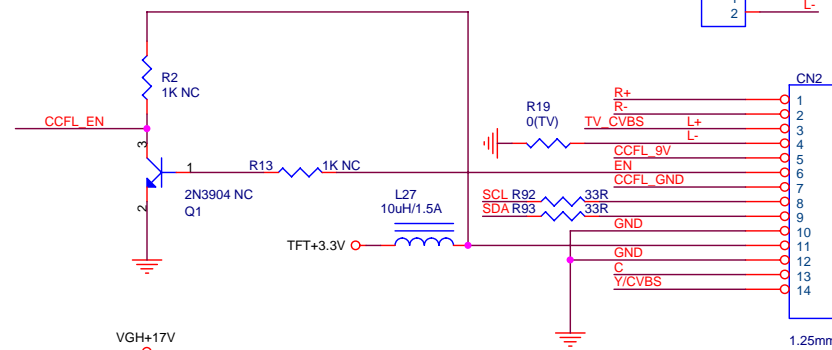 L-
2
R2
1K NC
CCFL_EN
3
1
2N3904 NC
Q1
2
R13
1K NC
L27
10uH/1.5A
TFT+3.3V
R19
0(TV)
CN2
R+
1
R-
2
TV_CVBS
L+
3
L-
4
CCFL_9V
5
EN
6
CCFL_GND
7
SCL
R92
33R
8
SDA
R93
33R
9
GND
10
11
GND
12
C
13
Y/CVBS
14
VGH+17V
1.25mm